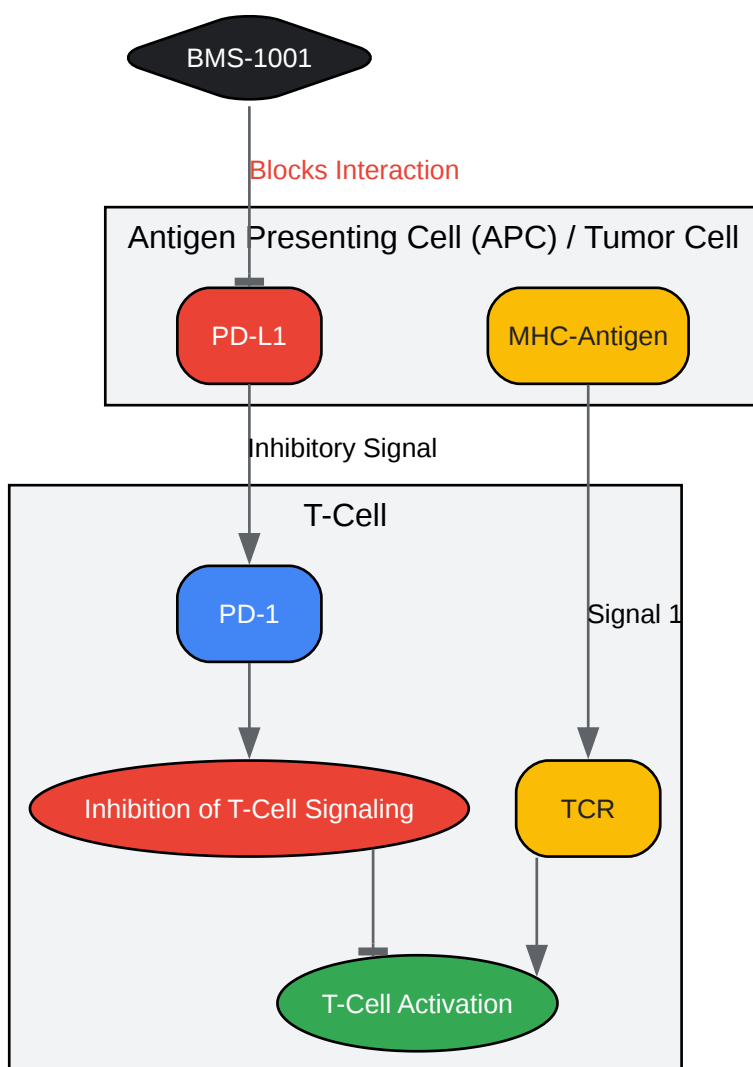 BMS-1001
Blocks Interaction
Antigen Presenting Cell (APC) / Tumor Cell
PD-L1
MHC-Antigen
Inhibitory Signal
T-Cell
PD-1
Signal 1
Inhibition of T-Cell Signaling
TCR
T-Cell Activation